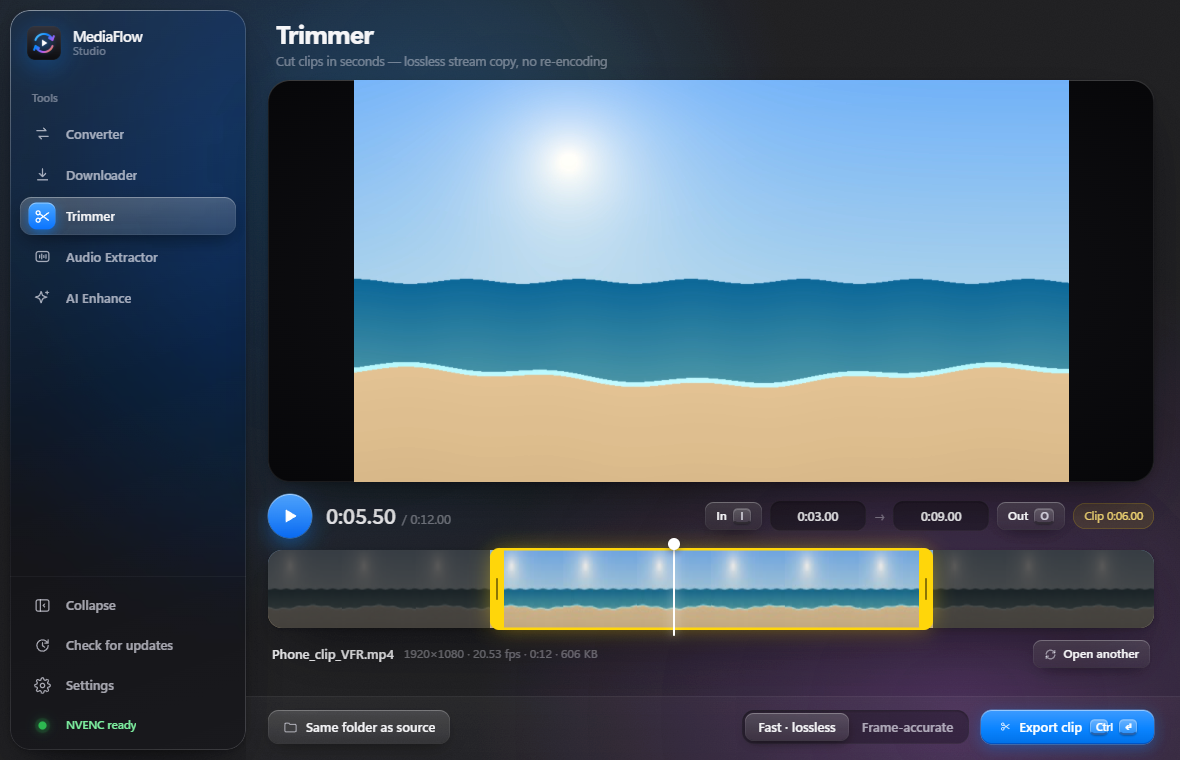 MediaFlow
Studio
Tools
Converter
Downloader
Trimmer
Audio Extractor
AI Enhance
Collapse
Check for updates
Settings
NVENC ready
Trimmer
Cut clips in seconds — lossless stream copy, no re-encoding
0:05.50 / 0:12.00
In I 0:03.00 → 0:09.00 Out O Clip 0:06.00
Phone_clip_VFR.mp4 1920×1080 · 20.53 fps · 0:12 · 606 KB
Open another
Same folder as source
Fast · lossless Frame-accurate
Export clip Ctrl ⏎